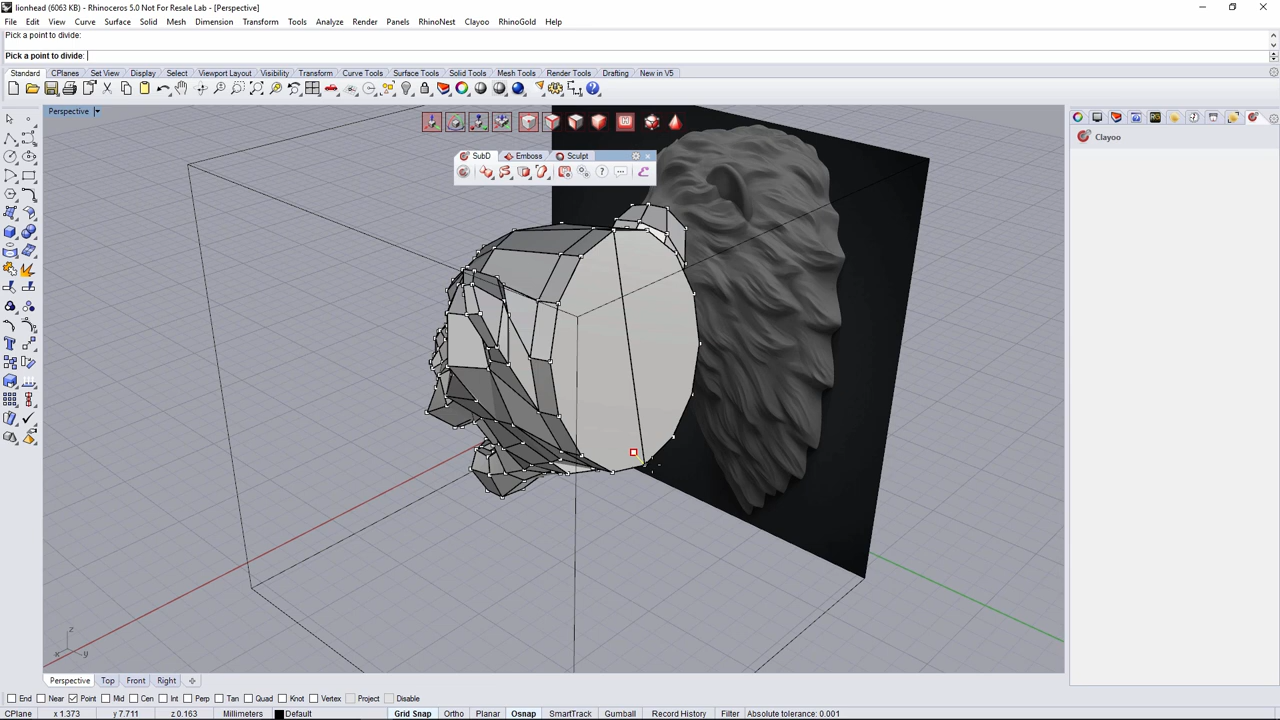 lionhead (6063 KB) - Rhinoceros 5.0 Not For Resale Lab - [Perspective]
File Edit View Curve Surface Solid Mesh Dimension Transform Tools Analyze Render Panels RhinoNest Clayoo RhinoGold Help
Pick a point to divide:
Pick a point to divide:
Standard CPlanes Set View Display Select Viewport Layout Visibility Transform Curve Tools Surface Tools Solid Tools Mesh Tools Render Tools Drafting New in V5
Perspective
Clayoo
SubD Emboss Sculpt
z
x y
Perspective Top Front Right
End Near Point Mid Cen Int Perp Tan Quad Knot Vertex Project Disable
CPlane x 1.373 y 7.711 z 0.163 Millimeters Default Grid Snap Ortho Planar Osnap SmartTrack Gumball Record History Filter Absolute tolerance: 0.001